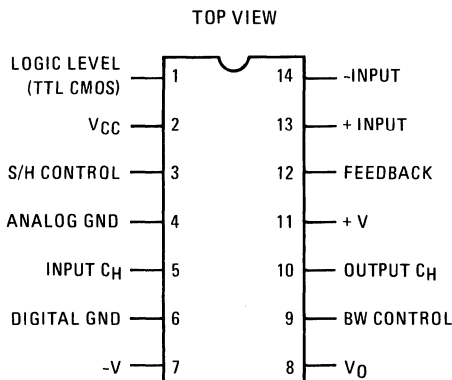 TOP VIEW
LOGIC LEVEL
(TTL CMOS)
1
14
-INPUT
VCC
2
13
+ INPUT
S/H CONTROL
3
12
FEEDBACK
ANALOG GND
4
11
+ V
INPUT CH
5
10
OUTPUT CH
DIGITAL GND
6
9
BW CONTROL
-V
7
8
VO